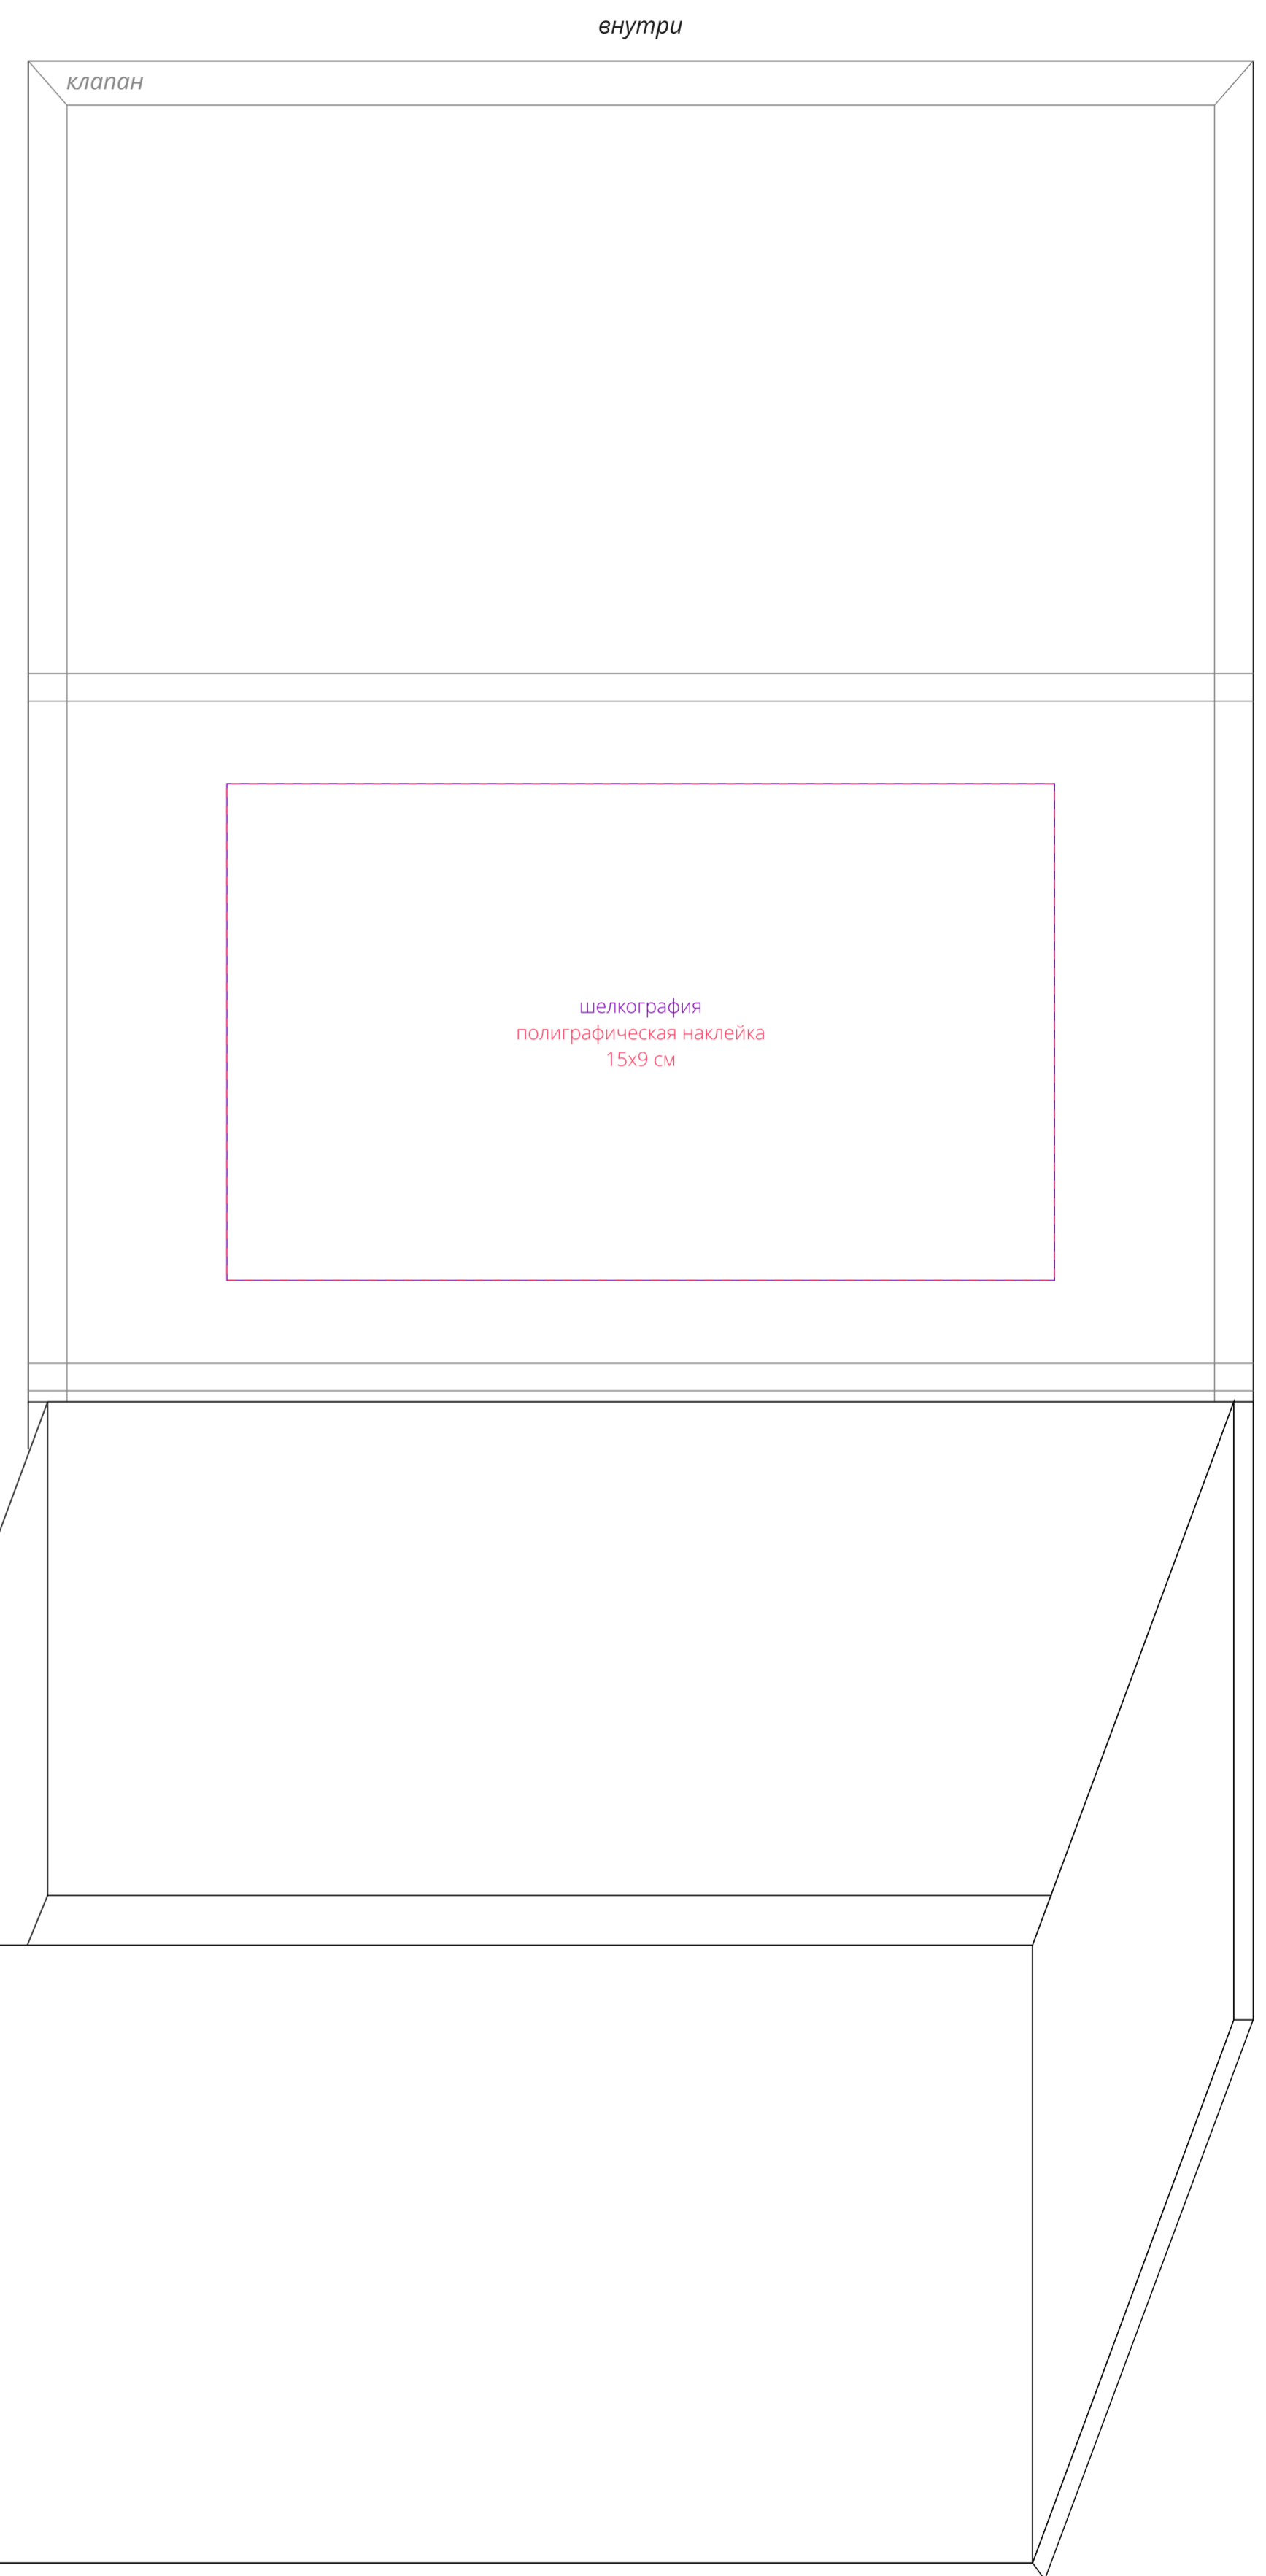 внутри
клапан
шелкография
полиграфическая наклейка
15х9 см